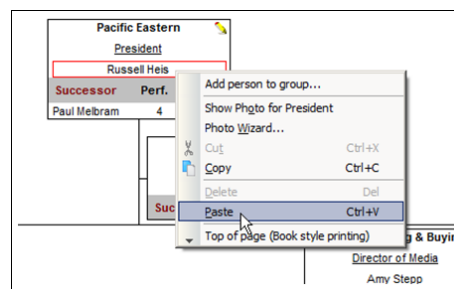 Pacific Eastern
President
Russell Heis
Successor Perf.
Paul Melbram 4
Add person to group...
Show Photo for President
Photo Wizard...
Cut Ctrl+X
Copy Ctrl+C
Delete Del
Paste Ctrl+V
Top of page (Book style printing)
Suc
g & Buyi
Director of Media
Amy Stepp